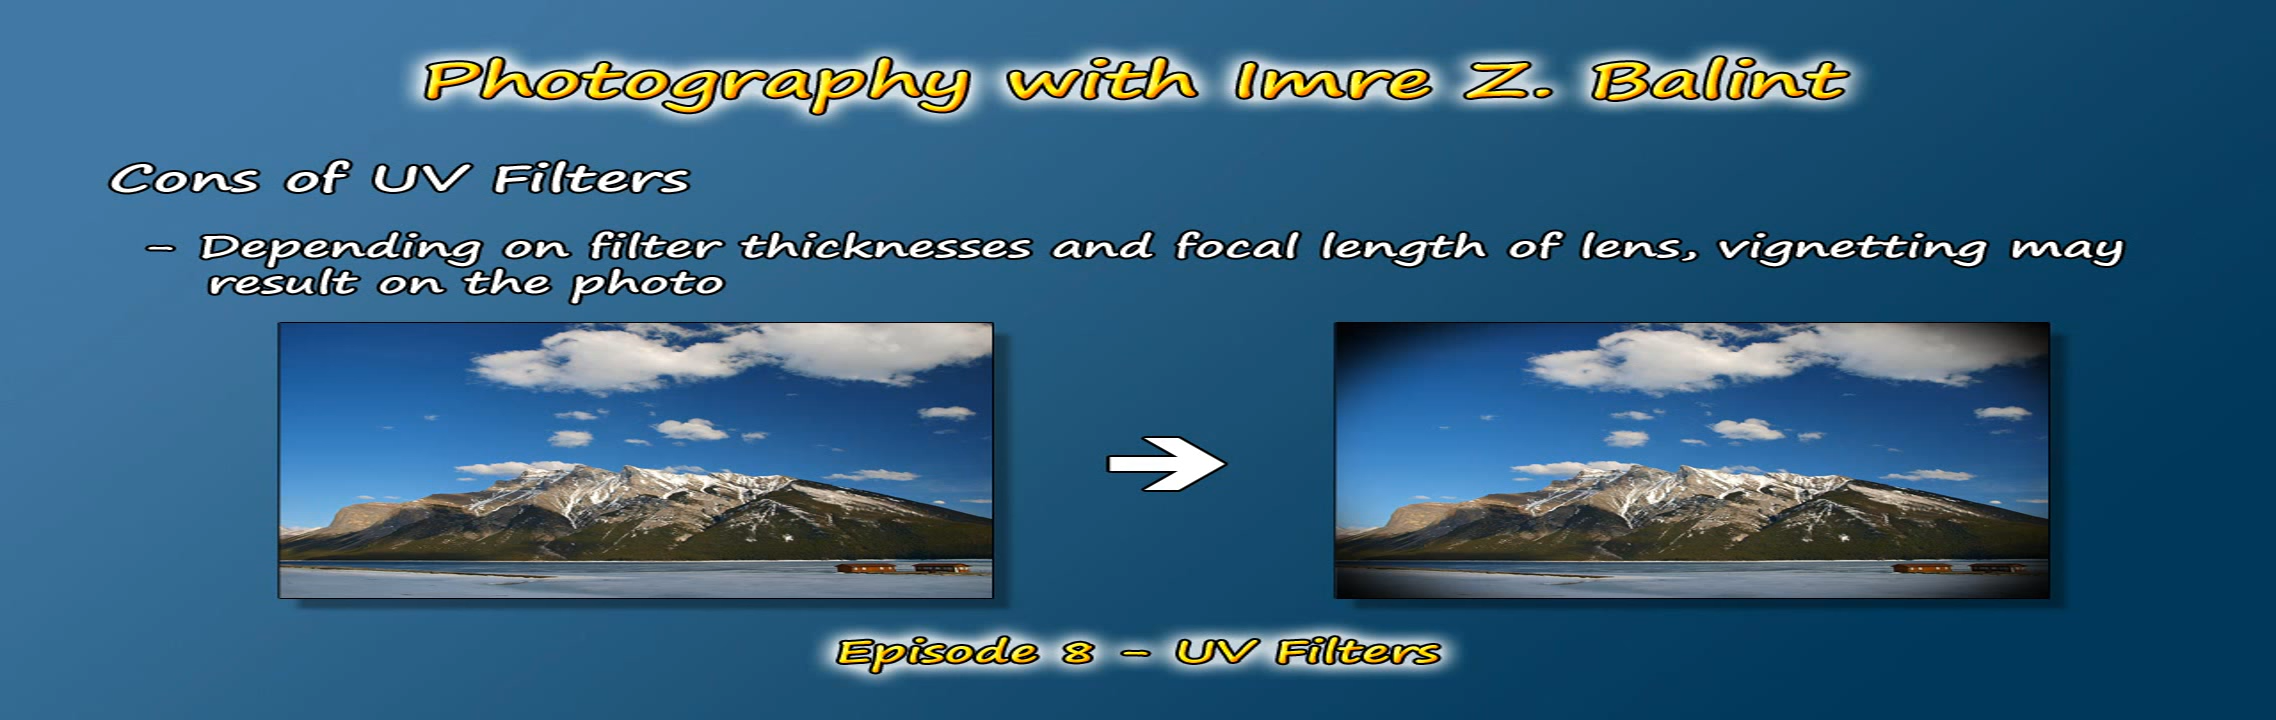 Photography with Imre Z. Balint
Cons of UV Filters
- Depending on filter thicknesses and focal length of lens, vignetting may
result on the photo
Episode 8 - UV Filters